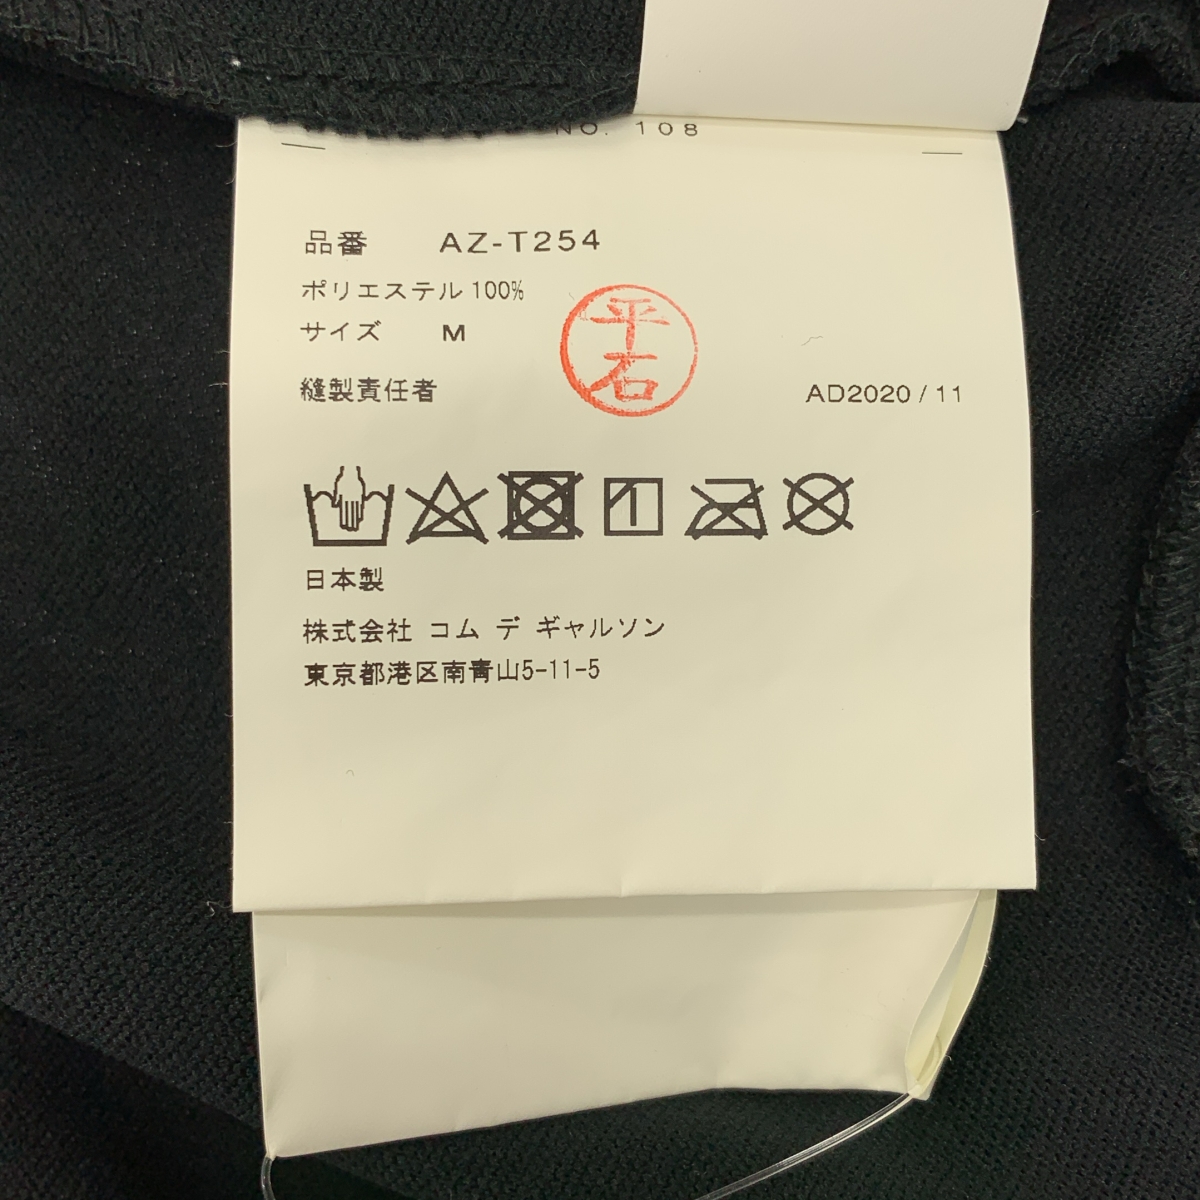 NO. 108
品番 AZ-T254
ポリエステル 100%
サイズ M
平石
縫製責任者 AD2020 / 11
日本製
株式会社 コム デ ギャルソン
東京都港区南青山5-11-5